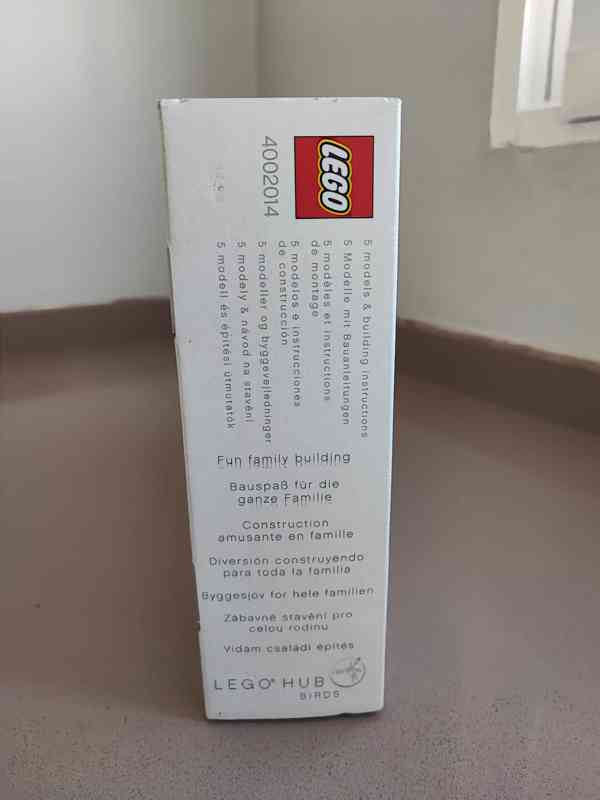 LEGO
4002014
5 models & building instructions
5 Modelle mit Bauanleitungen
5 modèles et instructions
de montage
5 modelos e instrucciones
de construcción
5 modeller og byggevejledninger
5 modely & návod na stavění
5 modell és építési útmutatók
Fun family building
Bauspaß für die
ganze Familie
Construction
amusante en famille
Diversión construyendo
para toda la familia
Byggesjov for hele familien
Zábavné stavění pro
celou rodinu
Vidám családi építés
LEGO® HUB
BIRDS